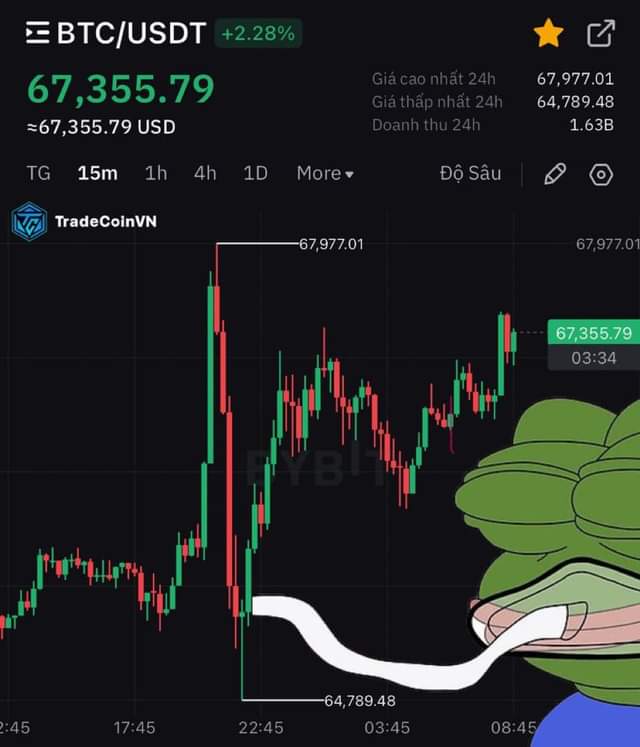 BTC/USDT +2.28%
67,355.79
≈67,355.79 USD
Giá cao nhất 24h 67,977.01
Giá thấp nhất 24h 64,789.48
Doanh thu 24h 1.63B
TG 15m 1h 4h 1D More Độ Sâu
TradeCoinVN
67,977.01 67,977.01
67,355.79
03:34
BYBIT
64,789.48
2:45 17:45 22:45 03:45 08:45